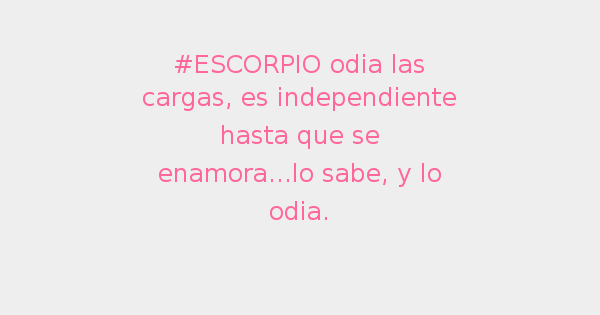 #ESCORPIO odia las
cargas, es independiente
hasta que se
enamora...lo sabe, y lo
odia.